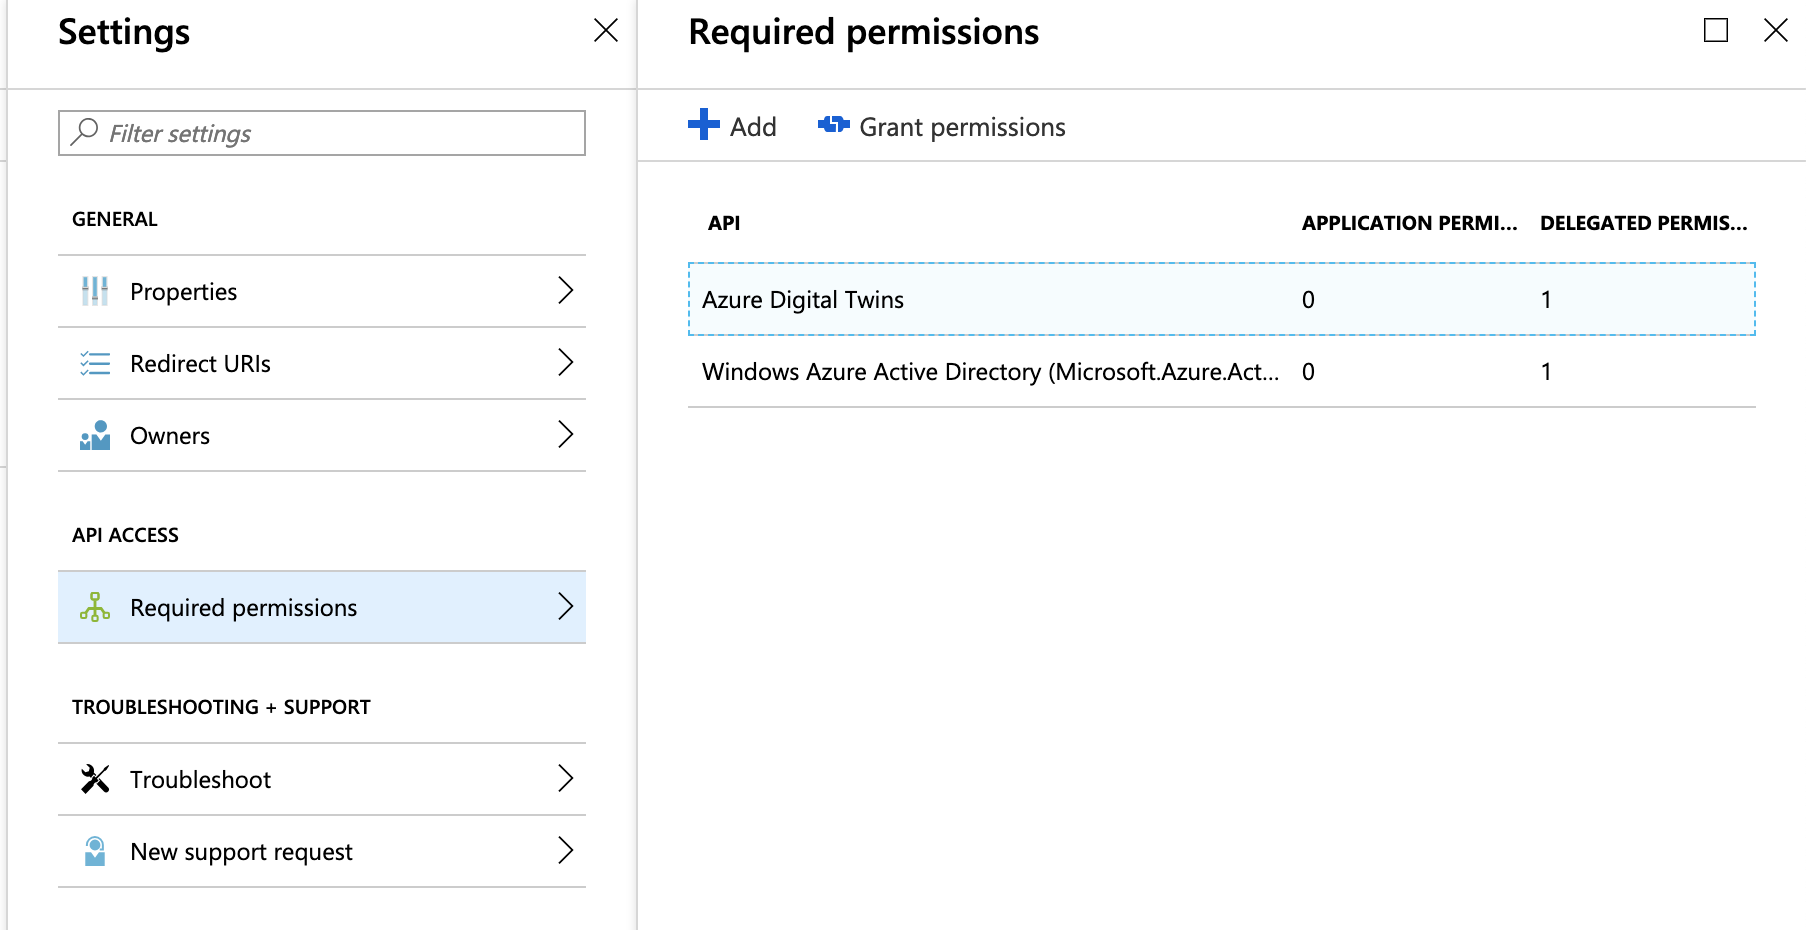 Settings
Filter settings
GENERAL
Properties
Redirect URIs
Owners
API ACCESS
Required permissions
TROUBLESHOOTING + SUPPORT
Troubleshoot
New support request
Required permissions
Add Grant permissions
API APPLICATION PERMI... DELEGATED PERMIS...
Azure Digital Twins 0 1
Windows Azure Active Directory (Microsoft.Azure.Act... 0 1